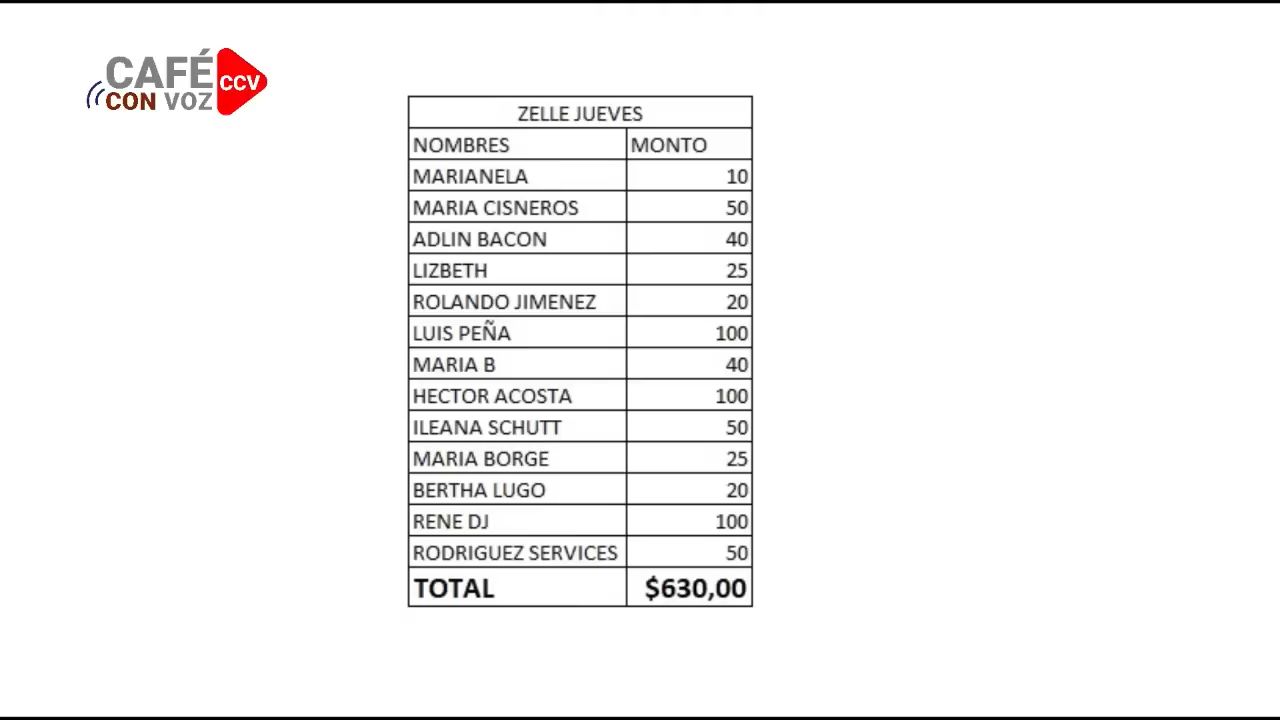 CAFÉ
CON VOZ
CCV
ZELLE JUEVES
NOMBRES MONTO
MARIANELA 10
MARIA CISNEROS 50
ADLIN BACON 40
LIZBETH 25
ROLANDO JIMENEZ 20
LUIS PEÑA 100
MARIA B 40
HECTOR ACOSTA 100
ILEANA SCHUTT 50
MARIA BORGE 25
BERTHA LUGO 20
RENE DJ 100
RODRIGUEZ SERVICES 50
TOTAL $630,00